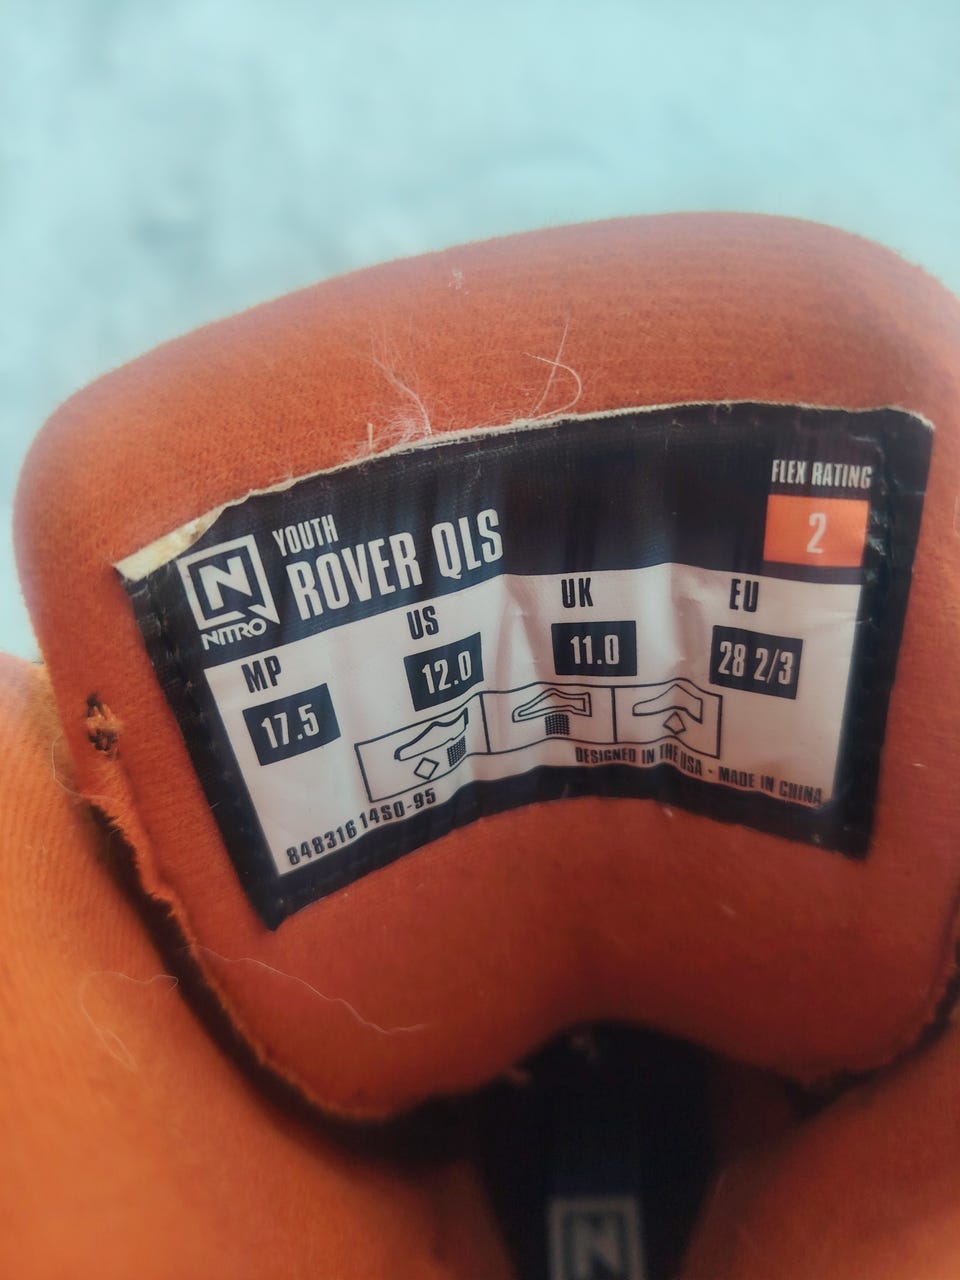 FLEX RATING
2
YOUTH
ROVER QLS
N
NITRO
MP US UK EU
17.5 12.0 11.0 28 2/3
DESIGNED IN THE USA - MADE IN CHINA
848316 14SO-95
N